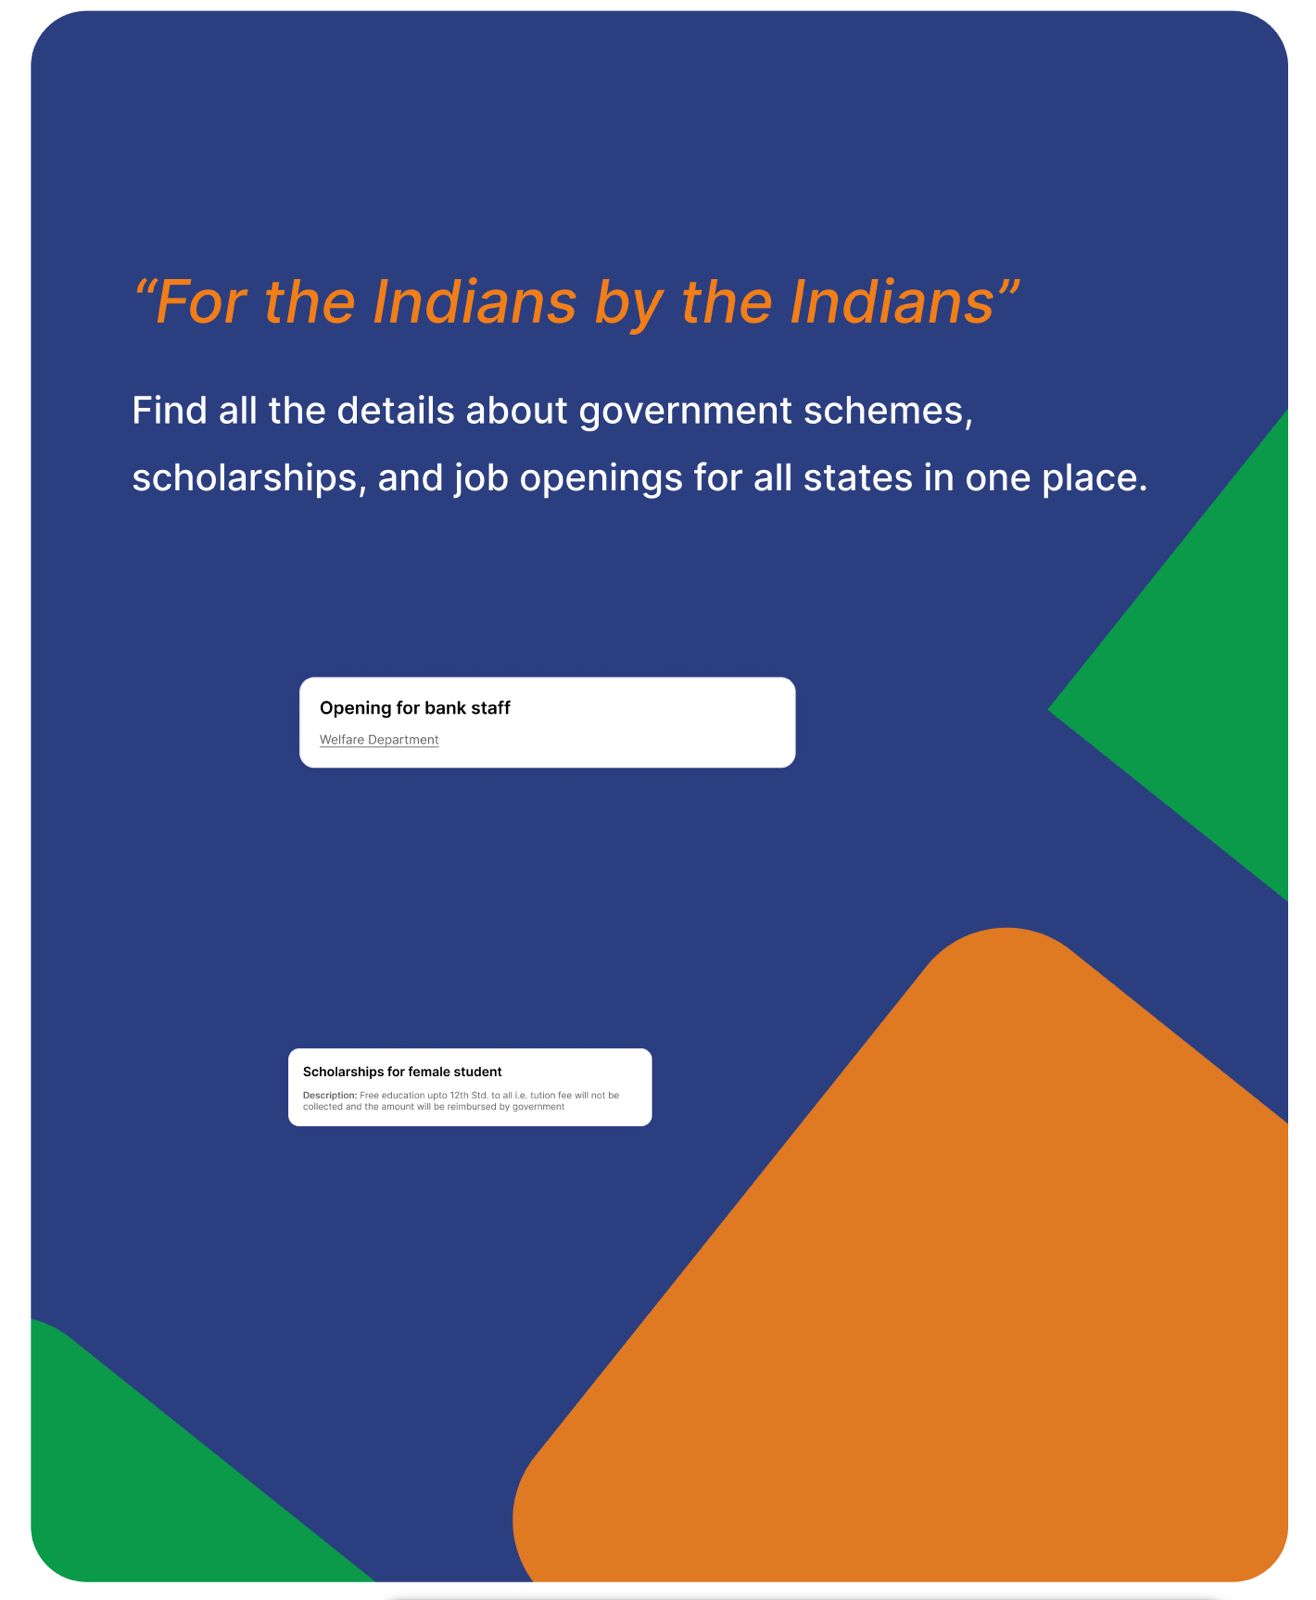 “For the Indians by the Indians”
Find all the details about government schemes,
scholarships, and job openings for all states in one place.
Opening for bank staff
Welfare Department
Scholarships for female student
Description: Free education upto 12th Std. to all i.e. tution fee will not be
collected and the amount will be reimbursed by government